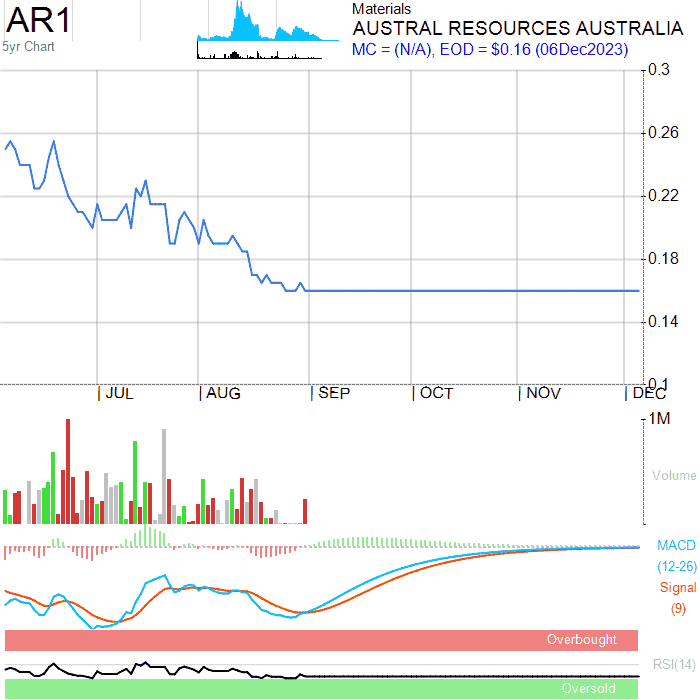 AR1
5yr Chart
Materials
AUSTRAL RESOURCES AUSTRALIA
MC = (N/A), EOD = $0.16 (06Dec2023)
0.3
0.26
0.22
0.18
0.14
0.1
JUL
AUG
SEP
OCT
NOV
DEC
1M
Volume
MACD
(12-26)
Signal
(9)
Overbought
RSI(14)
Oversold